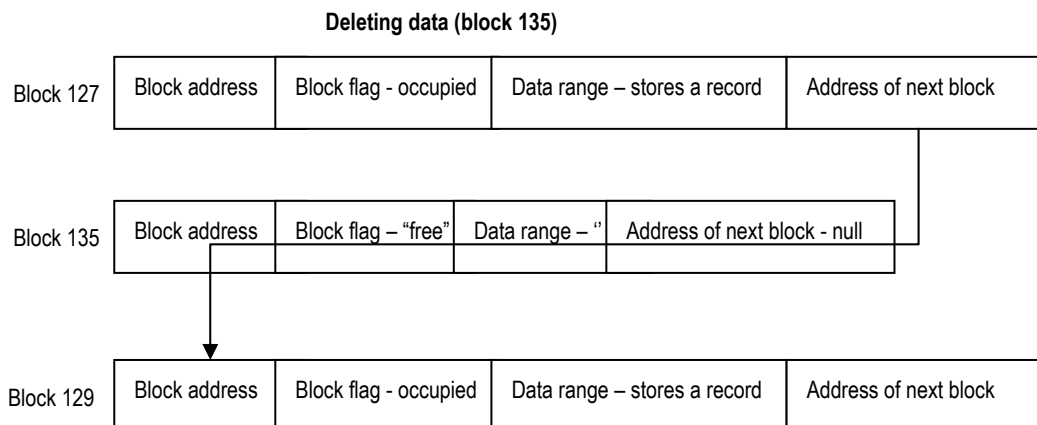 Deleting data (block 135)
Block 127 Block address Block flag - occupied Data range – stores a record Address of next block
Block 135 Block address Block flag – “free” Data range – ‘’ Address of next block - null
Block 129 Block address Block flag - occupied Data range – stores a record Address of next block